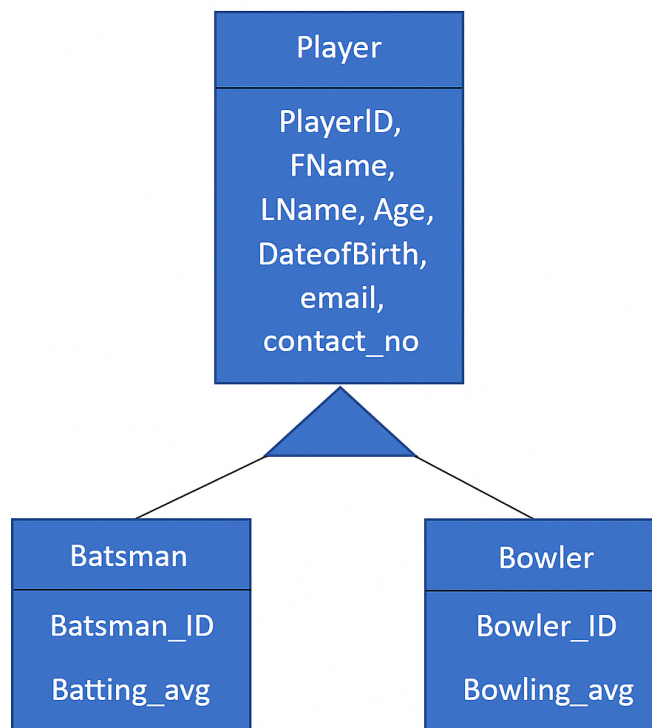 Player
PlayerID,
FName,
LName, Age,
DateofBirth,
email,
contact_no
Batsman
Batsman_ID
Batting_avg
Bowler
Bowler_ID
Bowling_avg